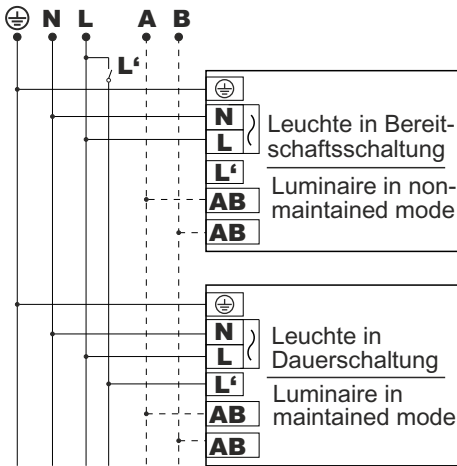 N L A B
L‘
N
L
L‘
AB
AB
Leuchte in Bereit-
schaftsschaltung
Luminaire in non-
maintained mode
N
L
L‘
AB
AB
Leuchte in
Dauerschaltung
Luminaire in
maintained mode